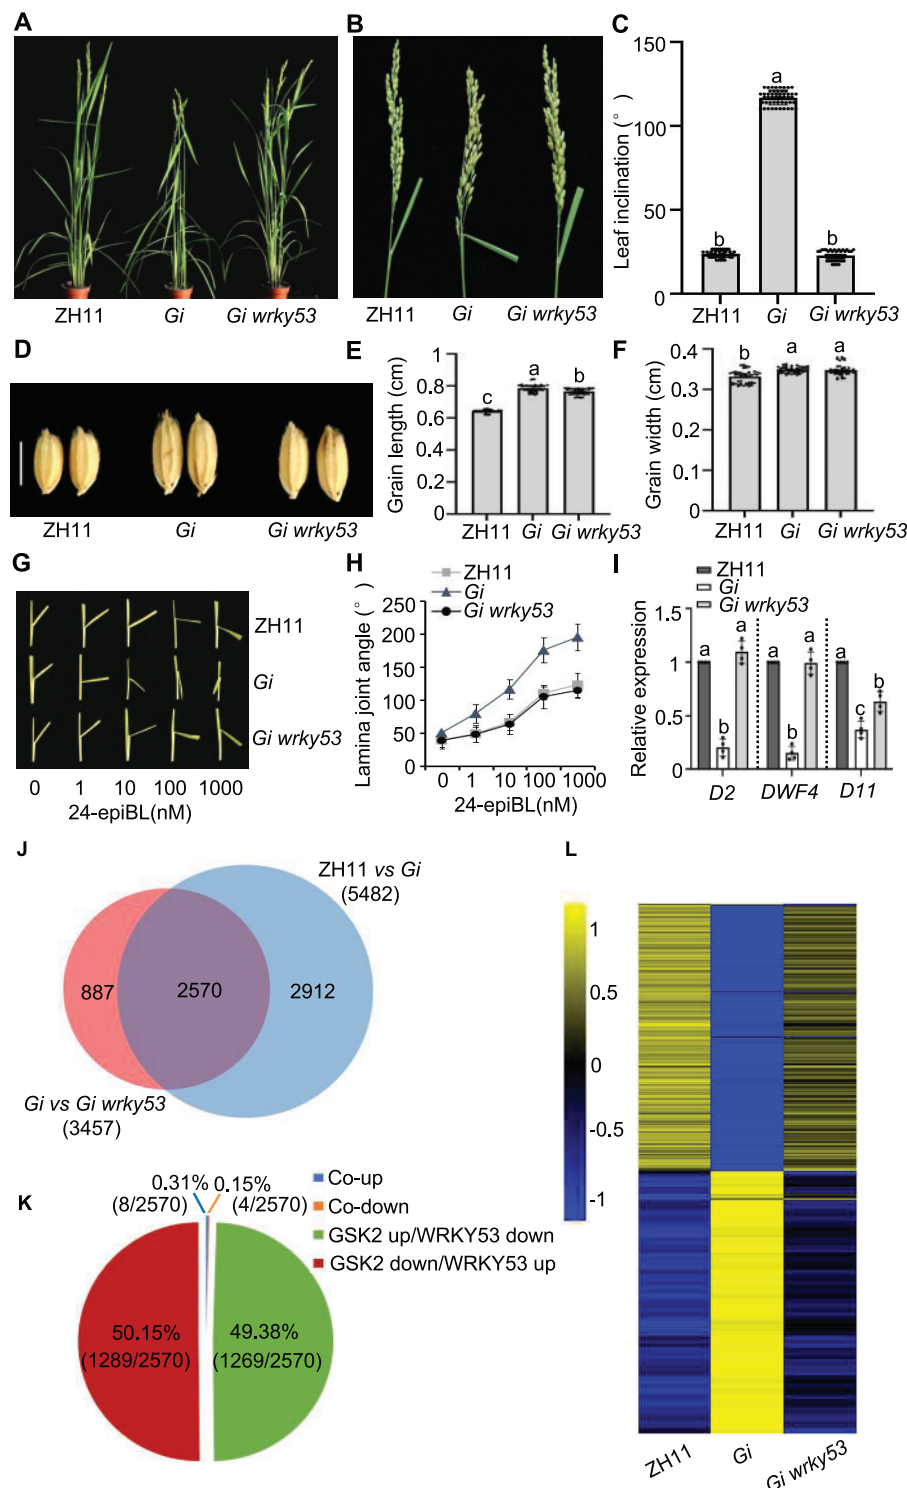 A
ZH11 Gi Gi wrky53
B
ZH11 Gi Gi wrky53
C
Leaf inclination (°)
150
100
50
0
b a b
ZH11 Gi Gi wrky53
D
ZH11 Gi Gi wrky53
E
Grain length (cm)
1
0.8
0.6
0.4
0.2
0
c a b
ZH11 Gi Gi wrky53
F
Grain width (cm)
0.4
0.3
0.2
0.1
0
b a a
ZH11 Gi Gi wrky53
G
ZH11
Gi
Gi wrky53
0 1 10 100 1000
24-epiBL(nM)
H
ZH11
Gi
Gi wrky53
Lamina joint angle (°)
250
200
150
100
50
0
0 1 10 100 1000
24-epiBL(nM)
I
ZH11
Gi
Gi wrky53
Relative expression
1.5
1
0.5
0
a b a a b a a c b
D2 DWF4 D11
J
ZH11 vs Gi
(5482)
887 2570 2912
Gi vs Gi wrky53
(3457)
K
0.31% 0.15%
(8/2570) (4/2570)
Co-up
Co-down
GSK2 up/WRKY53 down
GSK2 down/WRKY53 up
50.15% 49.38%
(1289/2570) (1269/2570)
L
1
0.5
0
-0.5
-1
ZH11 Gi Gi wrky53